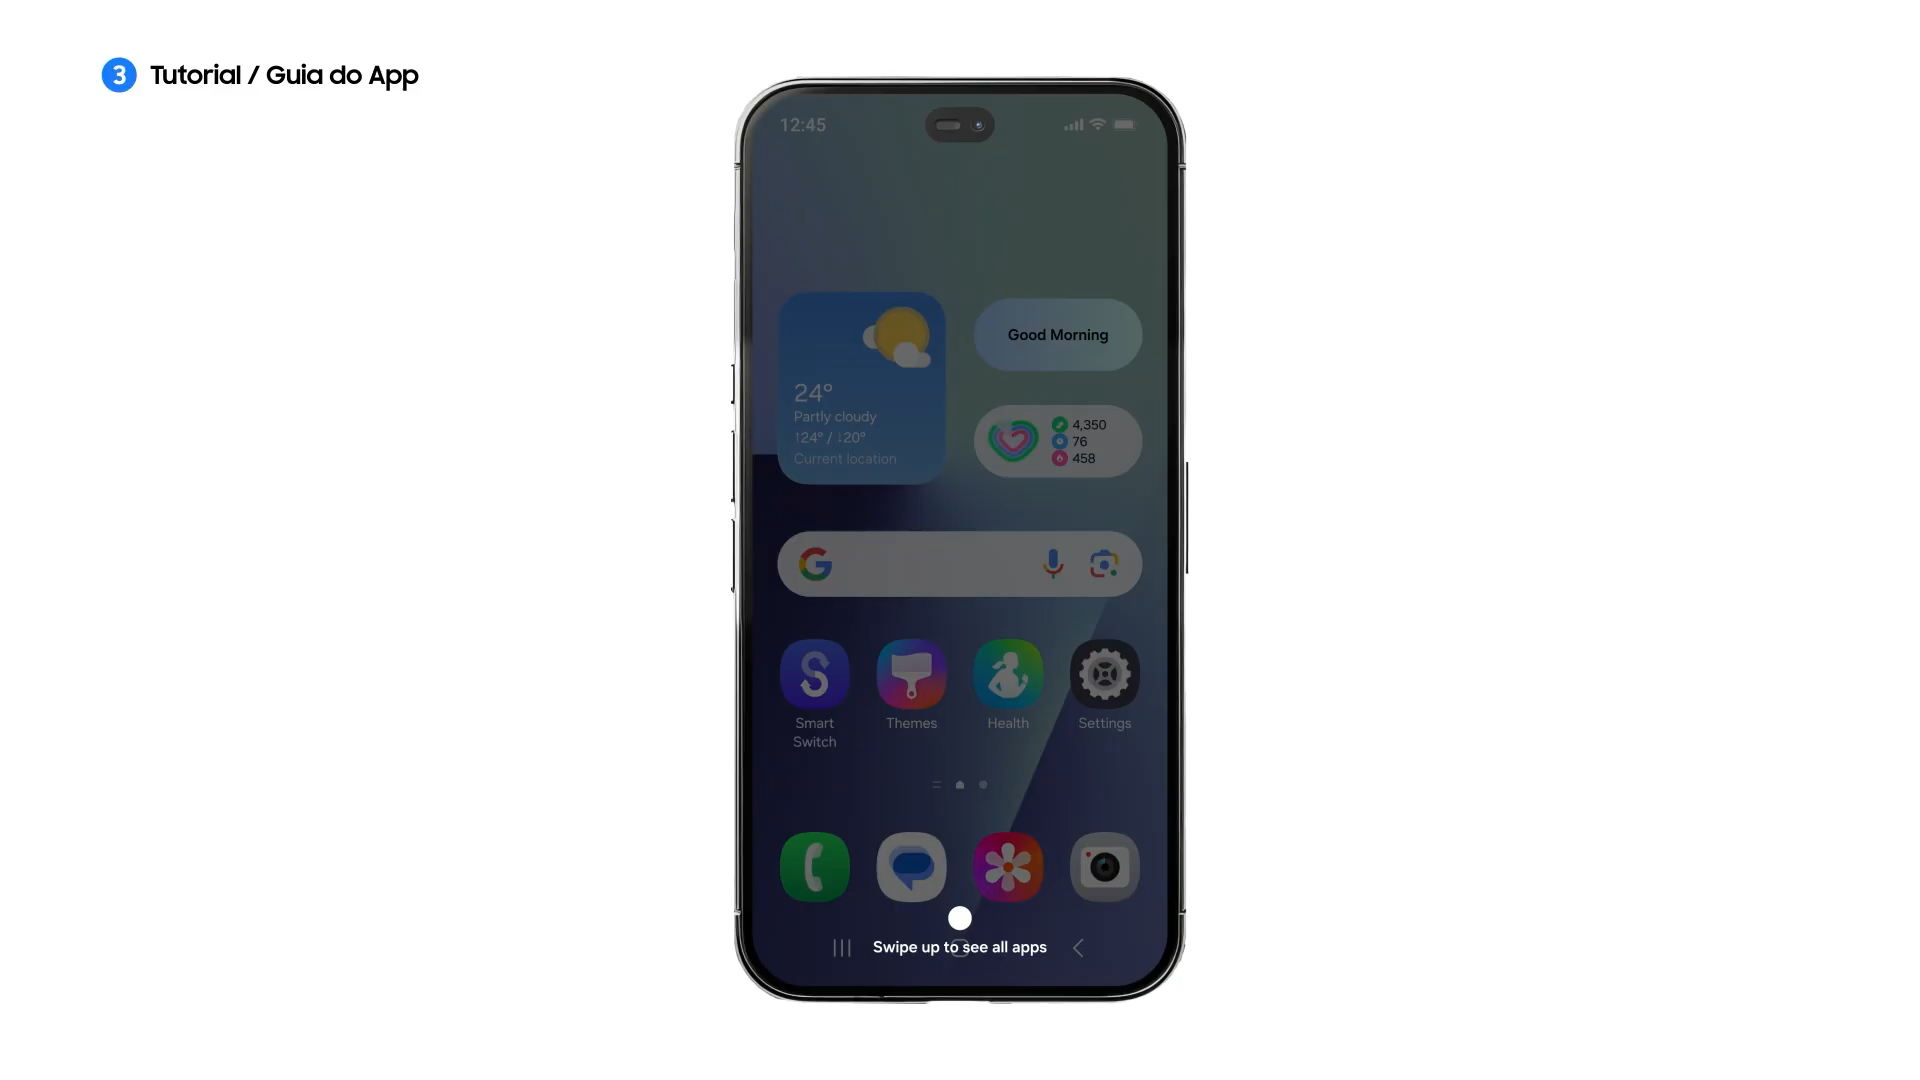 3 Tutorial / Guia do App
12:45
Good Morning
24°
Partly cloudy
↑24° / ↓20°
Current location
4,350
76
458
Smart
Switch
Themes
Health
Settings
Swipe up to see all apps